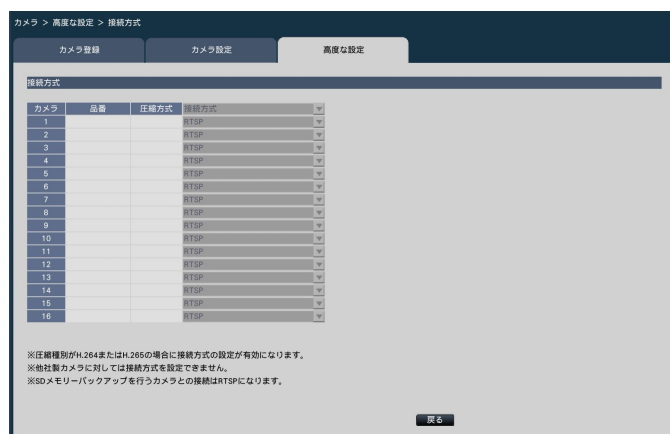 カメラ > 高度な設定 > 接続方式
カメラ登録 カメラ設定 高度な設定
接続方式
カメラ 品番 圧縮方式 接続方式
1 RTSP
2 RTSP
3 RTSP
4 RTSP
5 RTSP
6 RTSP
7 RTSP
8 RTSP
9 RTSP
10 RTSP
11 RTSP
12 RTSP
13 RTSP
14 RTSP
15 RTSP
16 RTSP
※圧縮種別がH.264またはH.265の場合に接続方式の設定が有効になります。
※他社製カメラに対しては接続方式を設定できません。
※SDメモリーバックアップを行うカメラとの接続はRTSPになります。
戻る